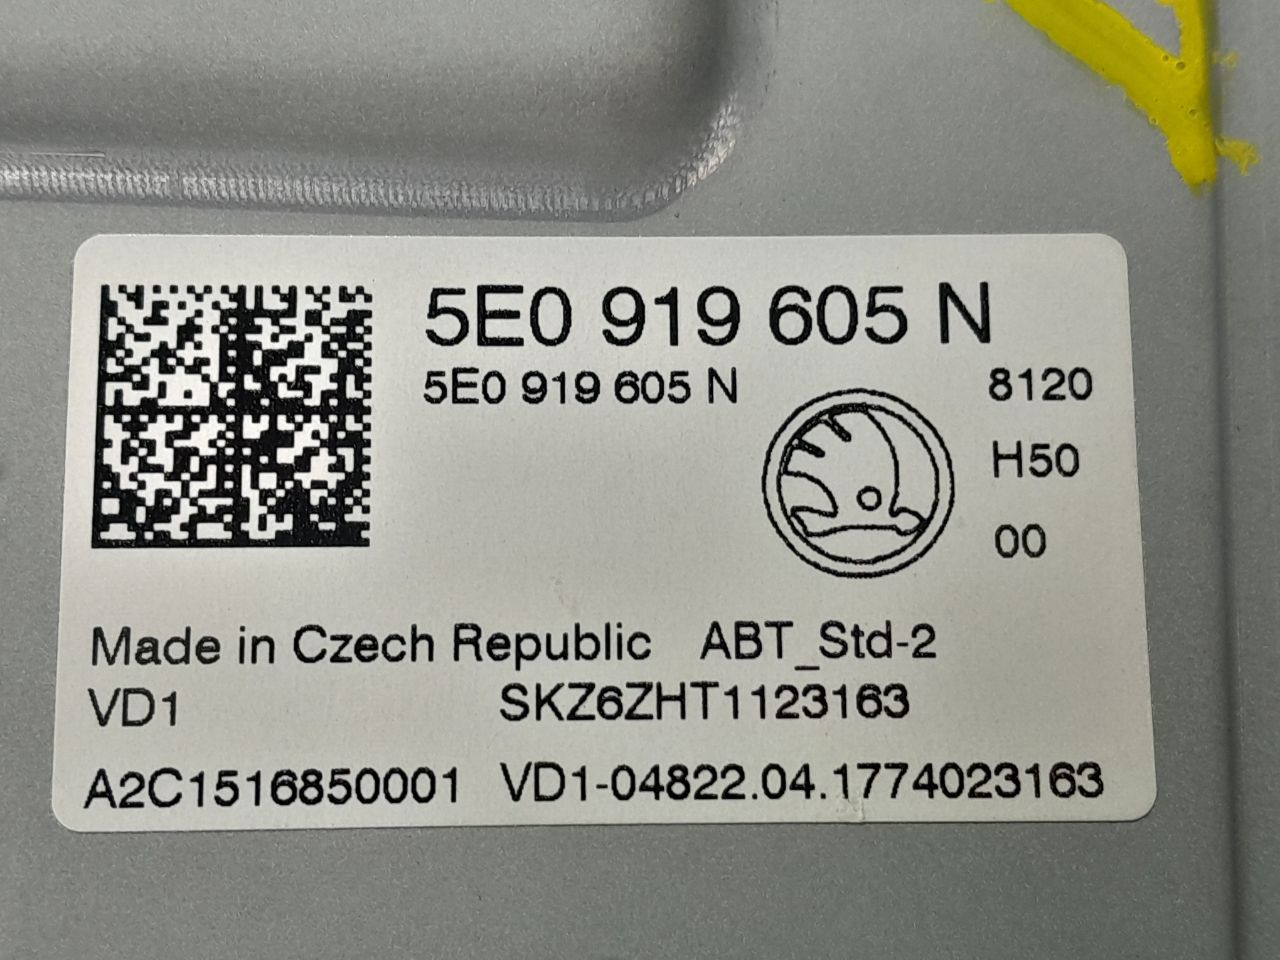 5E0 919 605 N
5E0 919 605 N
8120
H50
00
Made in Czech Republic ABT_Std-2
VD1 SKZ6ZHT1123163
A2C1516850001 VD1-04822.04.1774023163